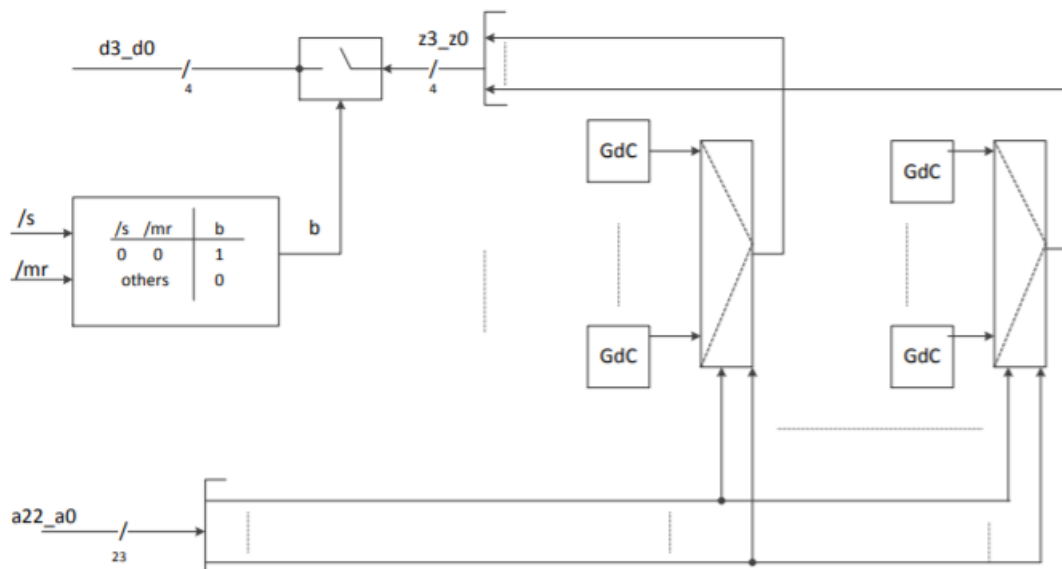 d3_d0
4
z3_z0
4
GdC
GdC
/s
/mr
/s /mr b
0 0 1
others 0
b
GdC
GdC
a22_a0
23